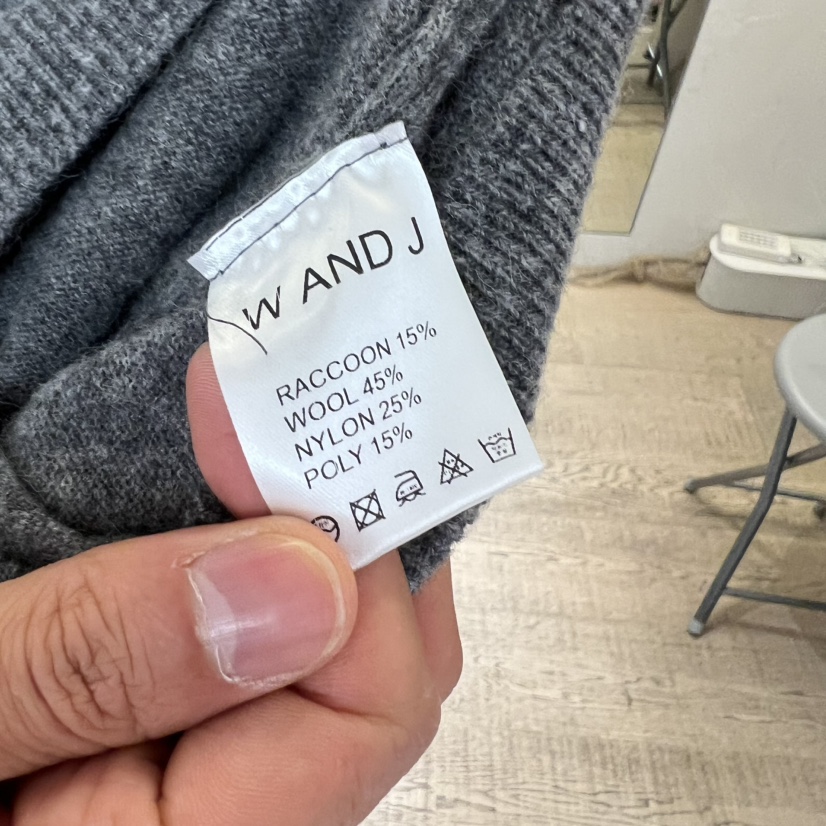 W AND J
RACCOON 15%
WOOL 45%
NYLON 25%
POLY 15%